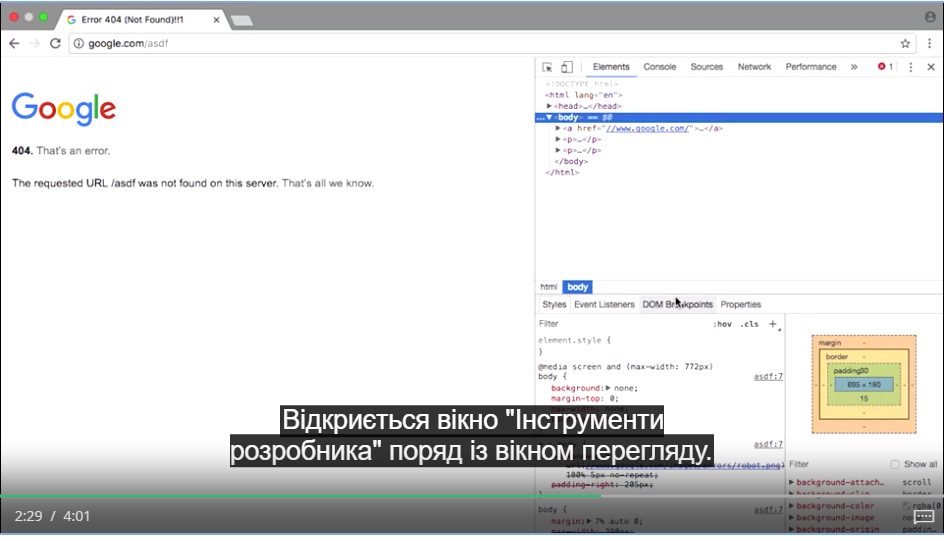 Error 404 (Not Found)!!1
google.com/asdf
Google
404. That's an error.
The requested URL /asdf was not found on this server. That's all we know.
Elements Console Sources Network Performance » 1
<!DOCTYPE html>
<html lang="en">
<head>…</head>
…<body> == $0
<a href="//www.google.com/">…</a>
<p>…</p>
<p>…</p>
</body>
</html>
html body
Styles Event Listeners DOM Breakpoints Properties
Filter :hov .cls +
element.style {
}
@media screen and (max-width: 772px)
body { asdf:7
background: none;
margin-top: 0;
max-width: none;
asdf:7
errors/robot.png)
100% 5px no-repeat;
padding-right: 205px;
}
body { asdf:7
margin: 7% auto 0;
margin -
border -
padding30
695 × 180
15
-
-
Filter Show all
background-attach… scroll
background-clip border
background-color rgba(0
background-image none
background-origin paddin…
Відкриється вікно "Інструменти
розробника" поряд із вікном перегляду.
2:29 / 4:01